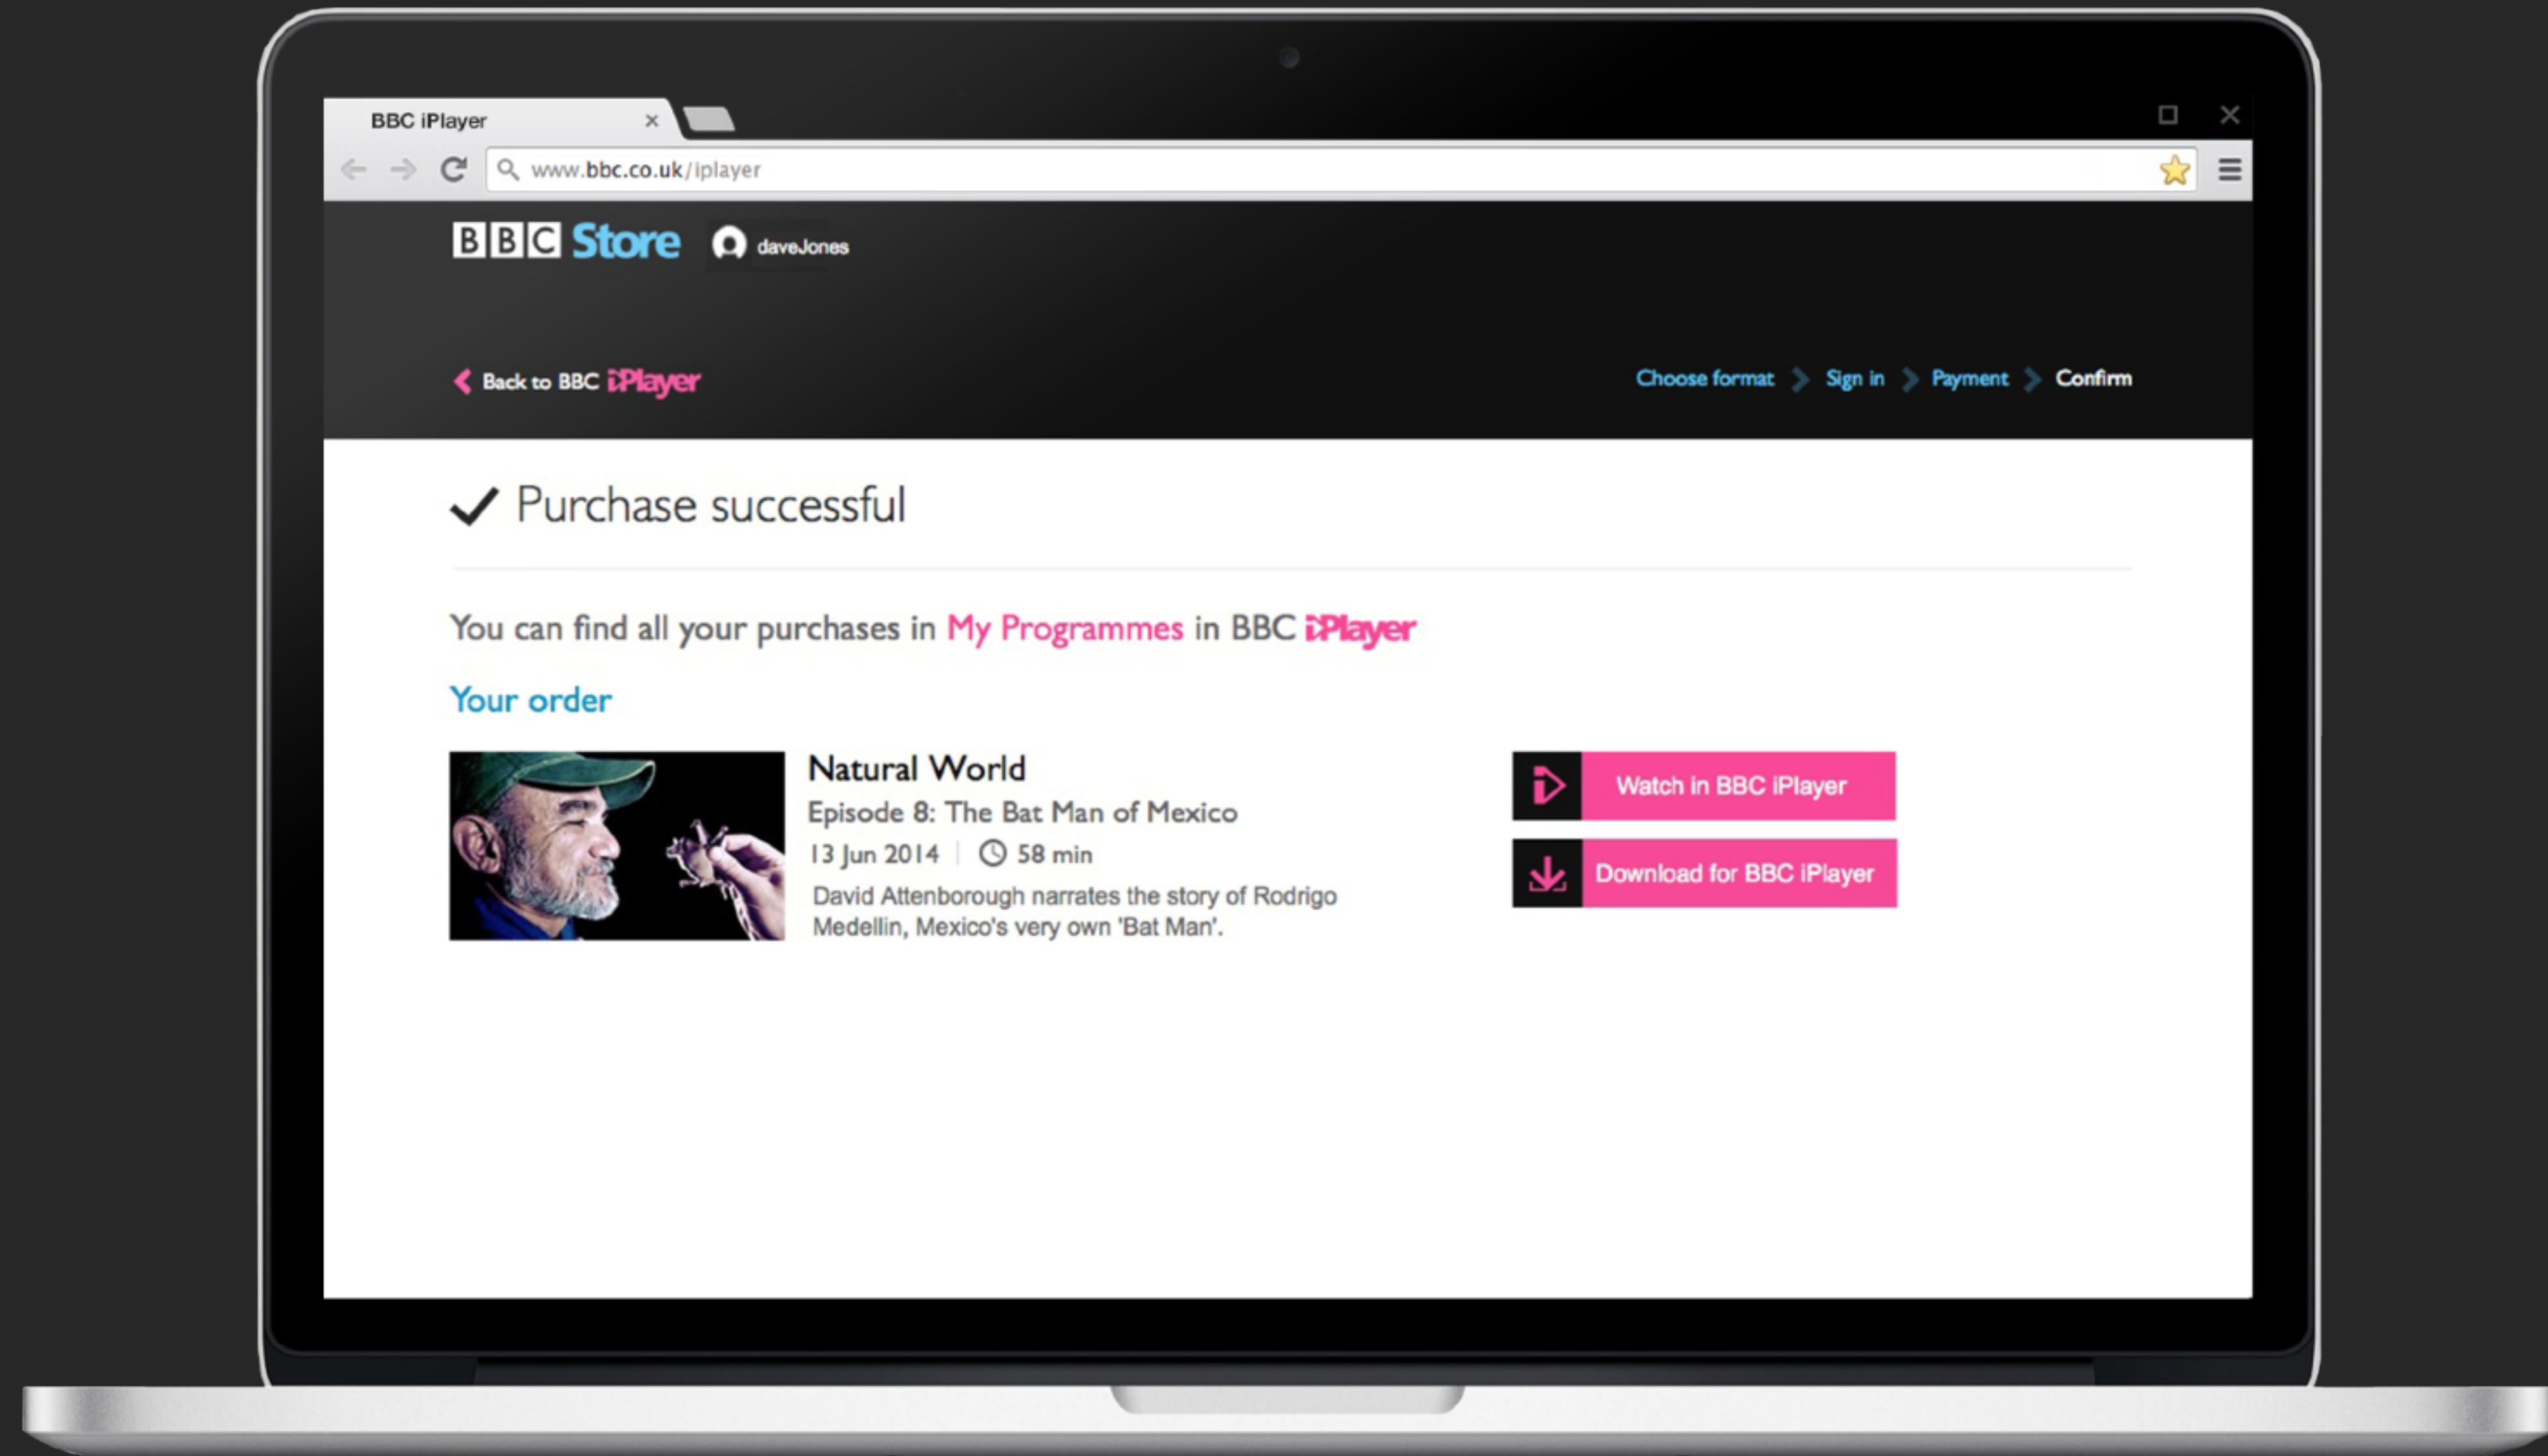 BBC iPlayer
www.bbc.co.uk/iplayer
BBC Store daveJones
Back to BBC iPlayer
Choose format Sign in Payment Confirm
Purchase successful
You can find all your purchases in My Programmes in BBC iPlayer
Your order
Natural World
Episode 8: The Bat Man of Mexico
13 Jun 2014 58 min
David Attenborough narrates the story of Rodrigo
Medellin, Mexico's very own 'Bat Man'.
Watch in BBC iPlayer
Download for BBC iPlayer